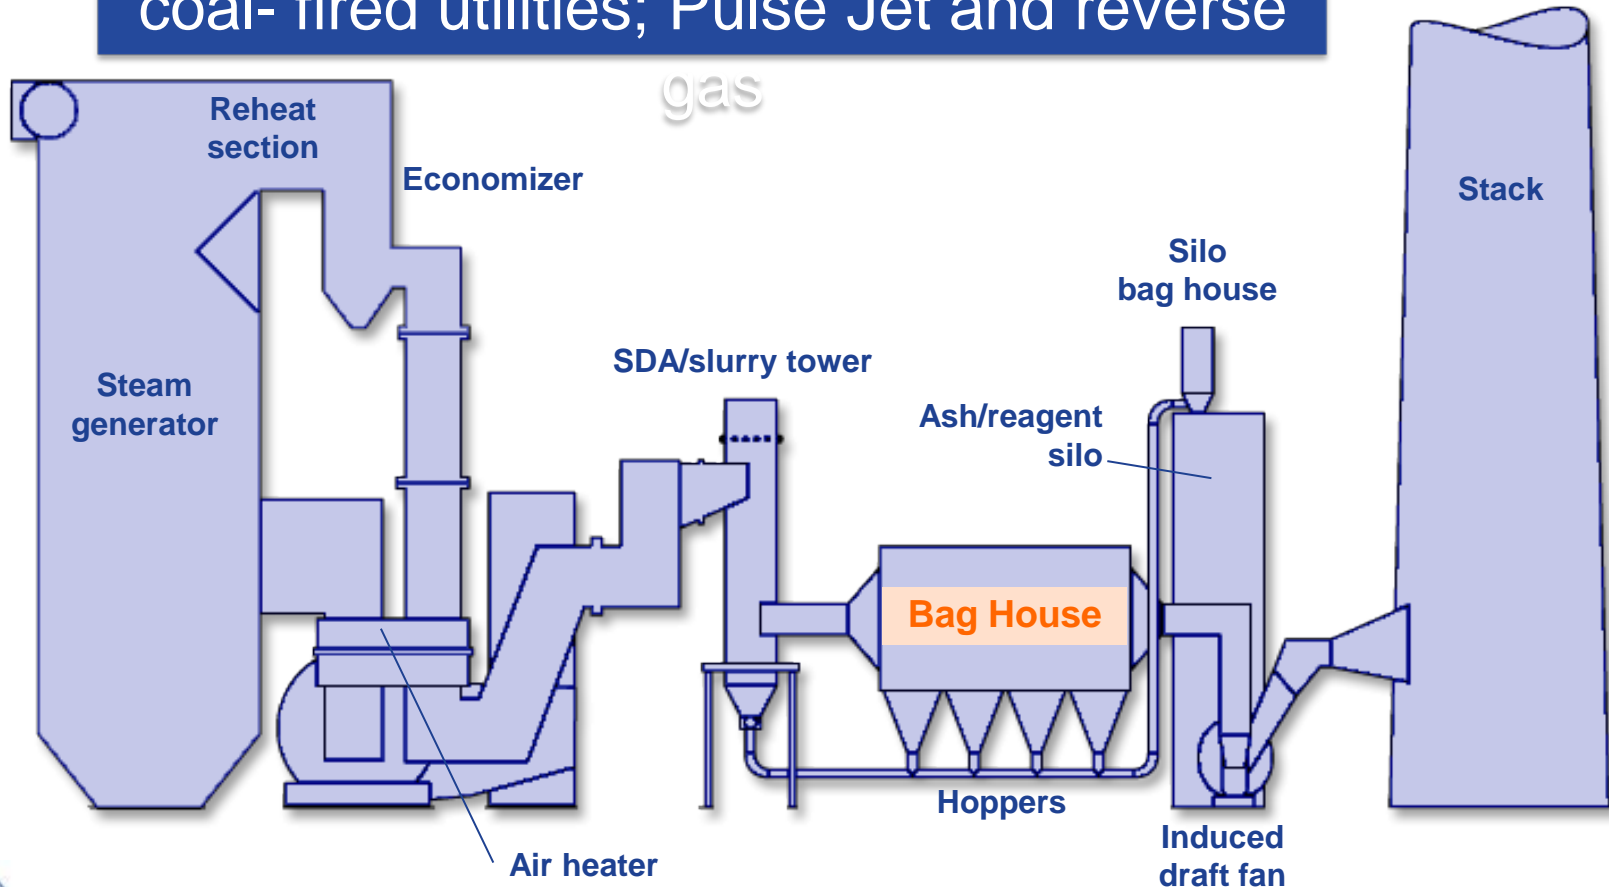 coal- fired utilities; Pulse Jet and reverse
gas
Reheat
section
Economizer
Stack
Silo
bag house
SDA/slurry tower
Steam
generator
Ash/reagent
silo
Bag House
Hoppers
Induced
draft fan
Air heater